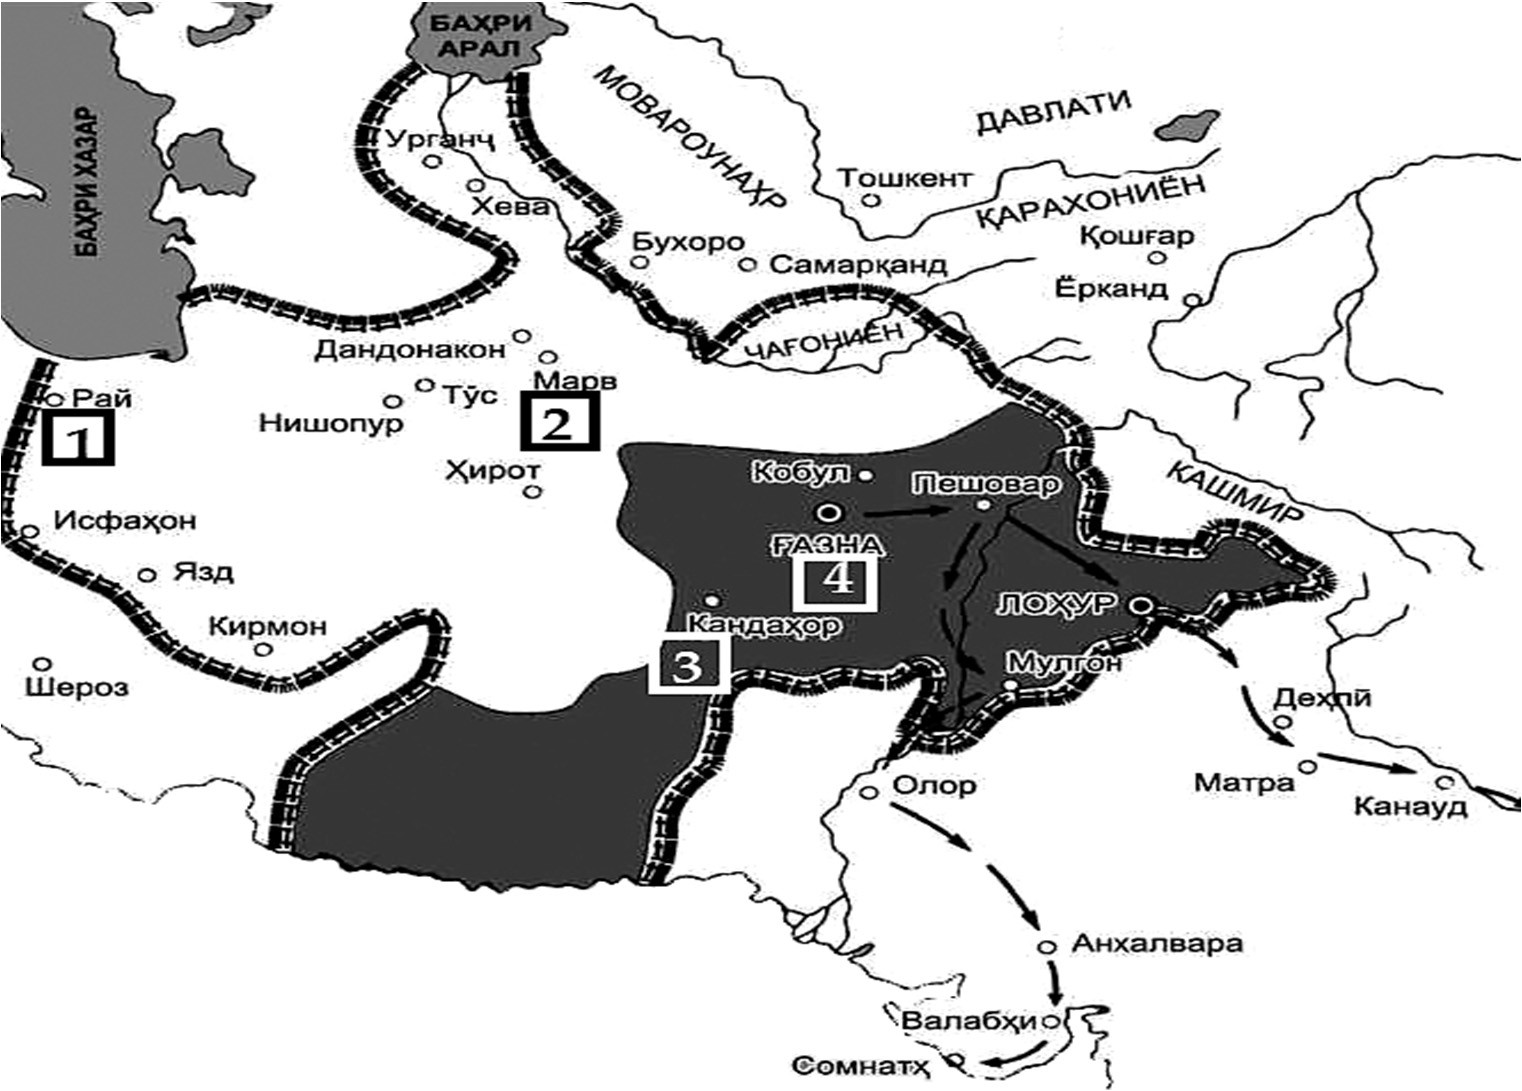 БАҲРИ
АРАЛ
БАҲРИ ХАЗАР
МОВАРОУНАҲР
ДАВЛАТИ
ҚАРАХОНИЁН
Урганҷ
Хева
Тошкент
Бухоро
Самарқанд
Қошғар
Ёрканд
ЧАҒОНИЁН
Дандонакон
Марв
Тӯс
Нишопур
Рай
1
2
Ҳирот
Кобул
Пешовар
КАШМИР
ҒАЗНА
4
Исфаҳон
Язд
Кирмон
Шероз
Кандаҳор
3
ЛОҲУР
Мулгон
Деҳлӣ
Матра
Канауд
Олор
Анхалвара
Валабҳи
Сомнатҳ